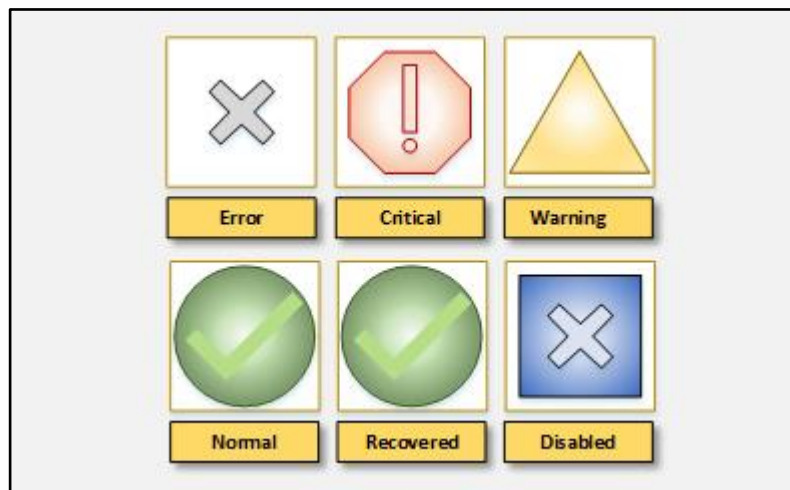 Error
Critical
Warning
Normal
Recovered
Disabled